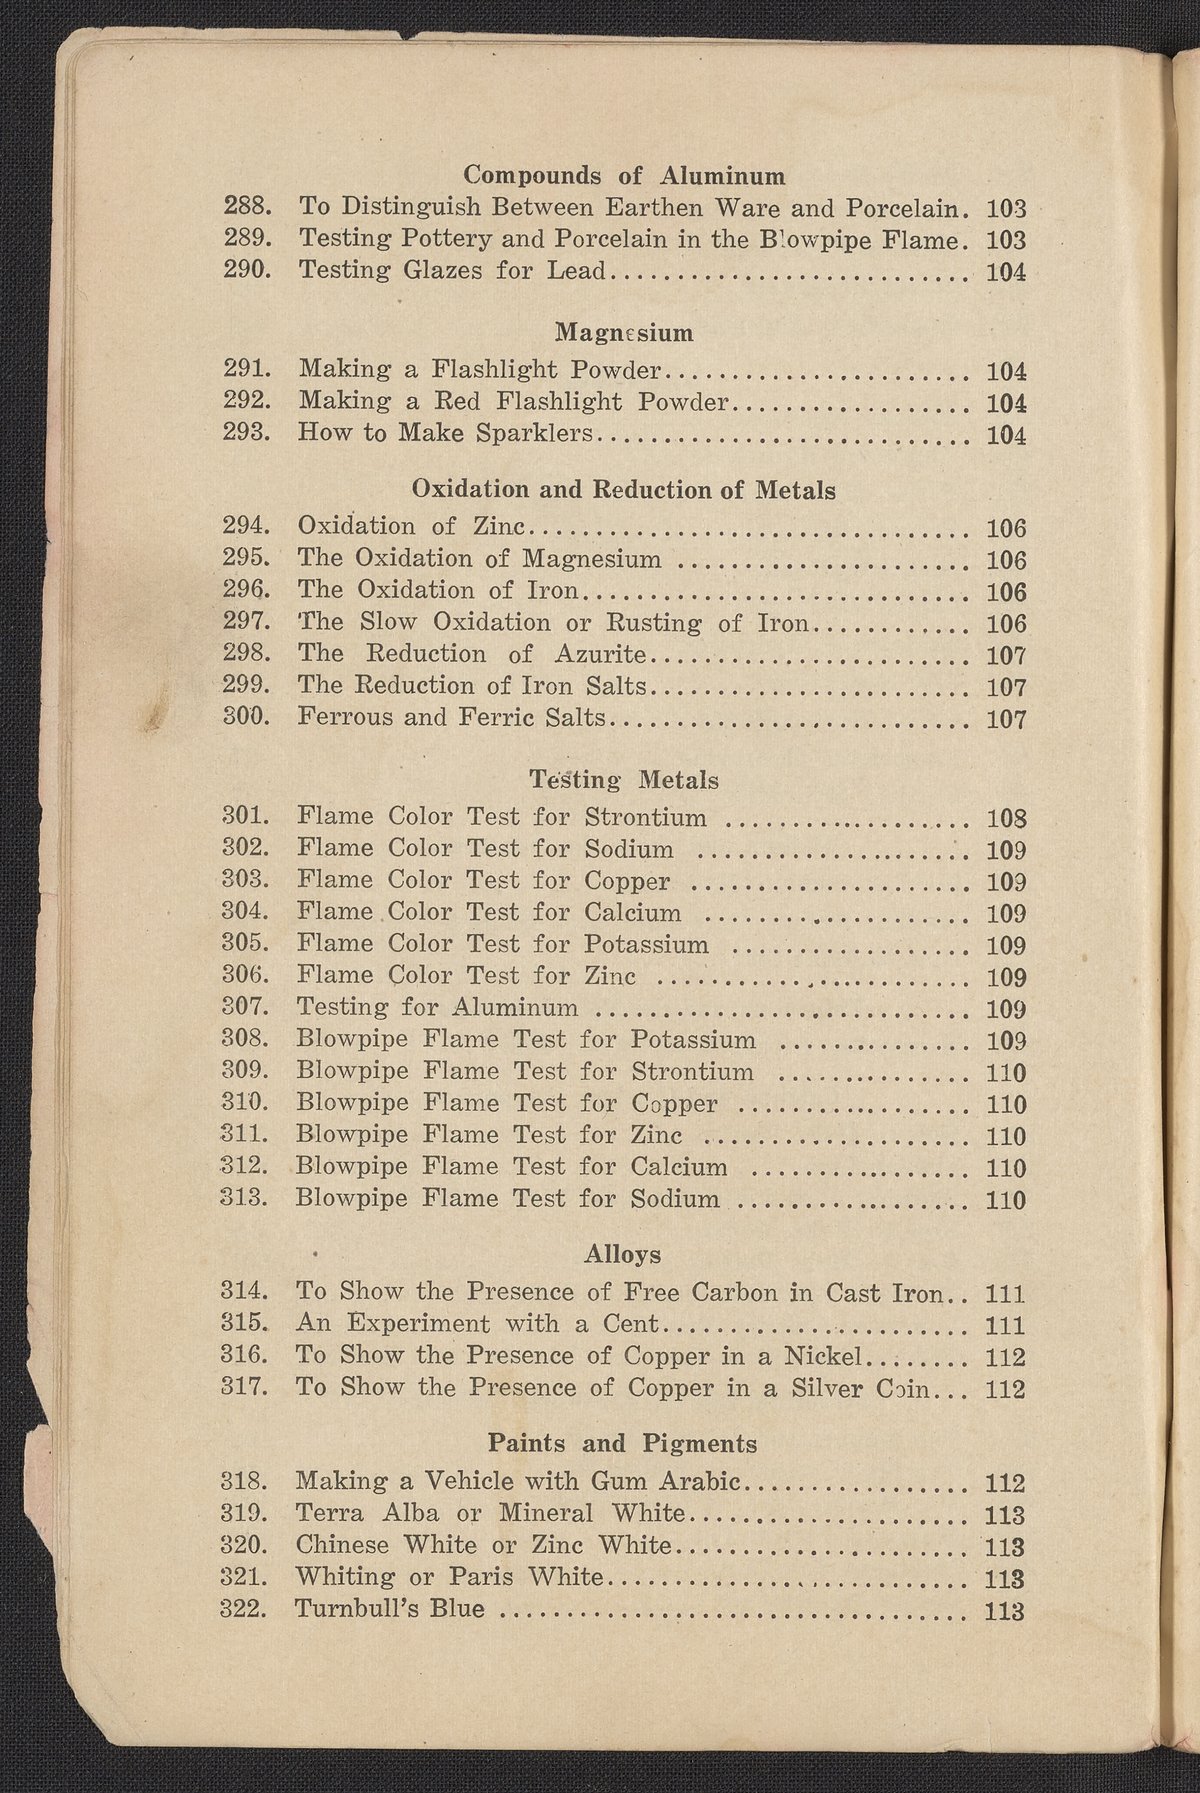 Compounds of Aluminum
288. To Distinguish Between Earthen Ware and Porcelain. 103
289. Testing Pottery and Porcelain in the Blowpipe Flame. 103
290. Testing Glazes for Lead........................... 104
Magnesium
291. Making a Flashlight Powder....................... 104
292. Making a Red Flashlight Powder.................. 104
293. How to Make Sparklers............................ 104
Oxidation and Reduction of Metals
294. Oxidation of Zinc................................. 106
295. The Oxidation of Magnesium ...................... 106
296. The Oxidation of Iron............................. 106
297. The Slow Oxidation or Rusting of Iron............ 106
298. The Reduction of Azurite........................ 107
299. The Reduction of Iron Salts........................ 107
300. Ferrous and Ferric Salts........................... 107
Testing Metals
301. Flame Color Test for Strontium ................... 108
302. Flame Color Test for Sodium ..................... 109
303. Flame Color Test for Copper ..................... 109
304. Flame Color Test for Calcium .................... 109
305. Flame Color Test for Potassium .................. 109
306. Flame Color Test for Zinc ........................ 109
307. Testing for Aluminum ............................ 109
308. Blowpipe Flame Test for Potassium ............... 109
309. Blowpipe Flame Test for Strontium ............... 110
310. Blowpipe Flame Test for Copper .................. 110
311. Blowpipe Flame Test for Zinc .................... 110
312. Blowpipe Flame Test for Calcium ................. 110
313. Blowpipe Flame Test for Sodium .................. 110
Alloys
314. To Show the Presence of Free Carbon in Cast Iron.. 111
315. An Experiment with a Cent....................... 111
316. To Show the Presence of Copper in a Nickel........ 112
317. To Show the Presence of Copper in a Silver Coin... 112
Paints and Pigments
318. Making a Vehicle with Gum Arabic................. 112
319. Terra Alba or Mineral White..................... 113
320. Chinese White or Zinc White...................... 113
321. Whiting or Paris White........................... 113
322. Turnbull's Blue ................................... 113